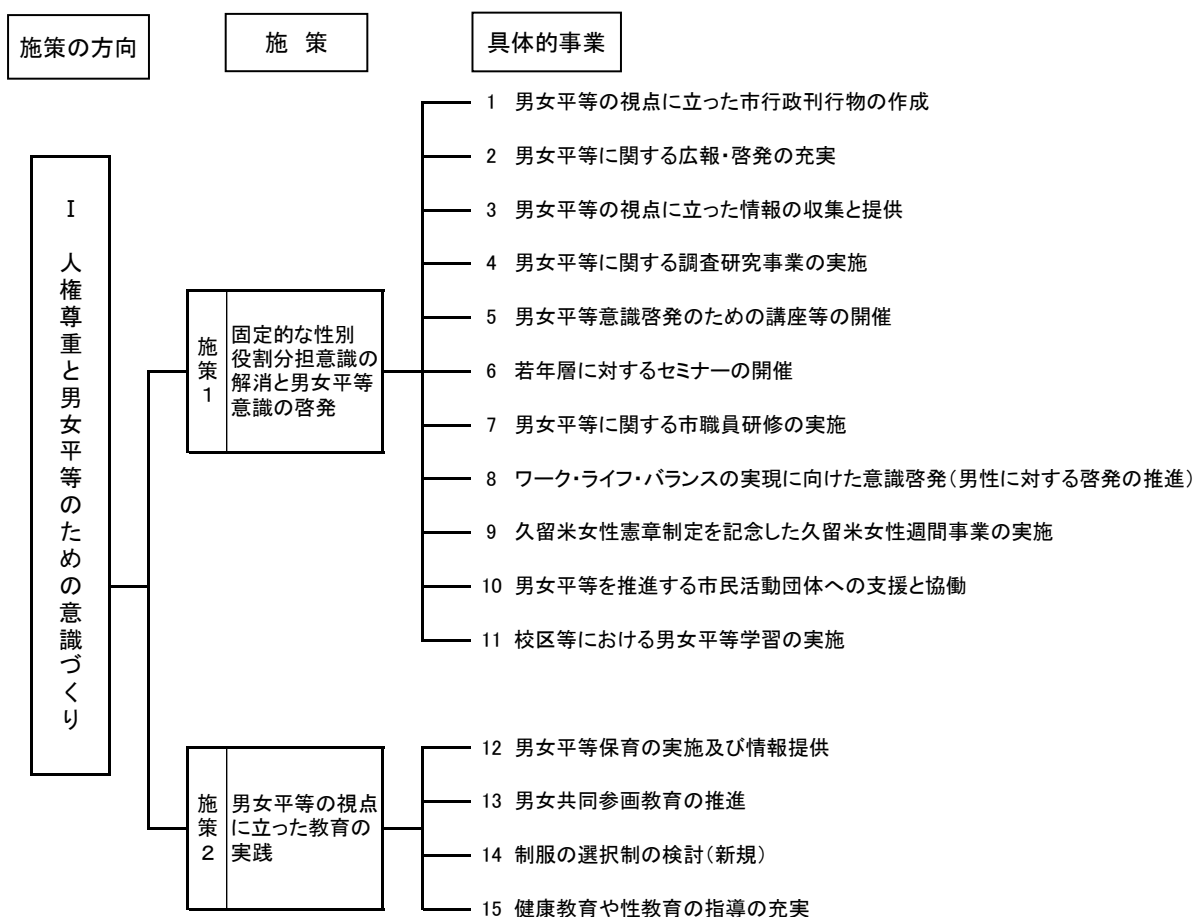 施策の方向
施 策
具体的事業
Ⅰ 人権尊重と男女平等のための意識づくり
施策1
固定的な性別
役割分担意識の
解消と男女平等
意識の啓発
1 男女平等の視点に立った市行政刊行物の作成
2 男女平等に関する広報・啓発の充実
3 男女平等の視点に立った情報の収集と提供
4 男女平等に関する調査研究事業の実施
5 男女平等意識啓発のための講座等の開催
6 若年層に対するセミナーの開催
7 男女平等に関する市職員研修の実施
8 ワーク・ライフ・バランスの実現に向けた意識啓発(男性に対する啓発の推進)
9 久留米女性憲章制定を記念した久留米女性週間事業の実施
10 男女平等を推進する市民活動団体への支援と協働
11 校区等における男女平等学習の実施
施策2
男女平等の視点
に立った教育の
実践
12 男女平等保育の実施及び情報提供
13 男女共同参画教育の推進
14 制服の選択制の検討(新規)
15 健康教育や性教育の指導の充実